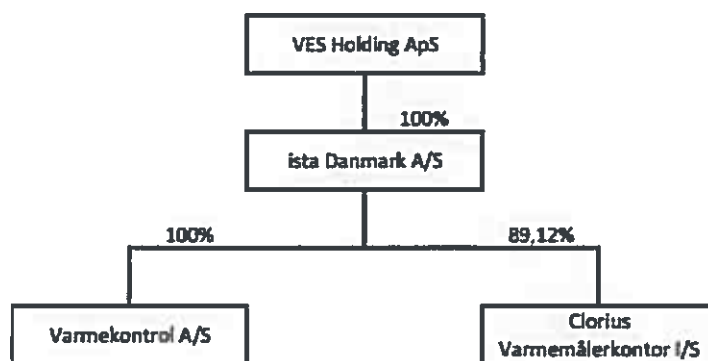 VES Holding ApS
100%
ista Danmark A/S
100%
89,12%
Varmekontrol A/S
Clorius
Varmemålerkontor I/S